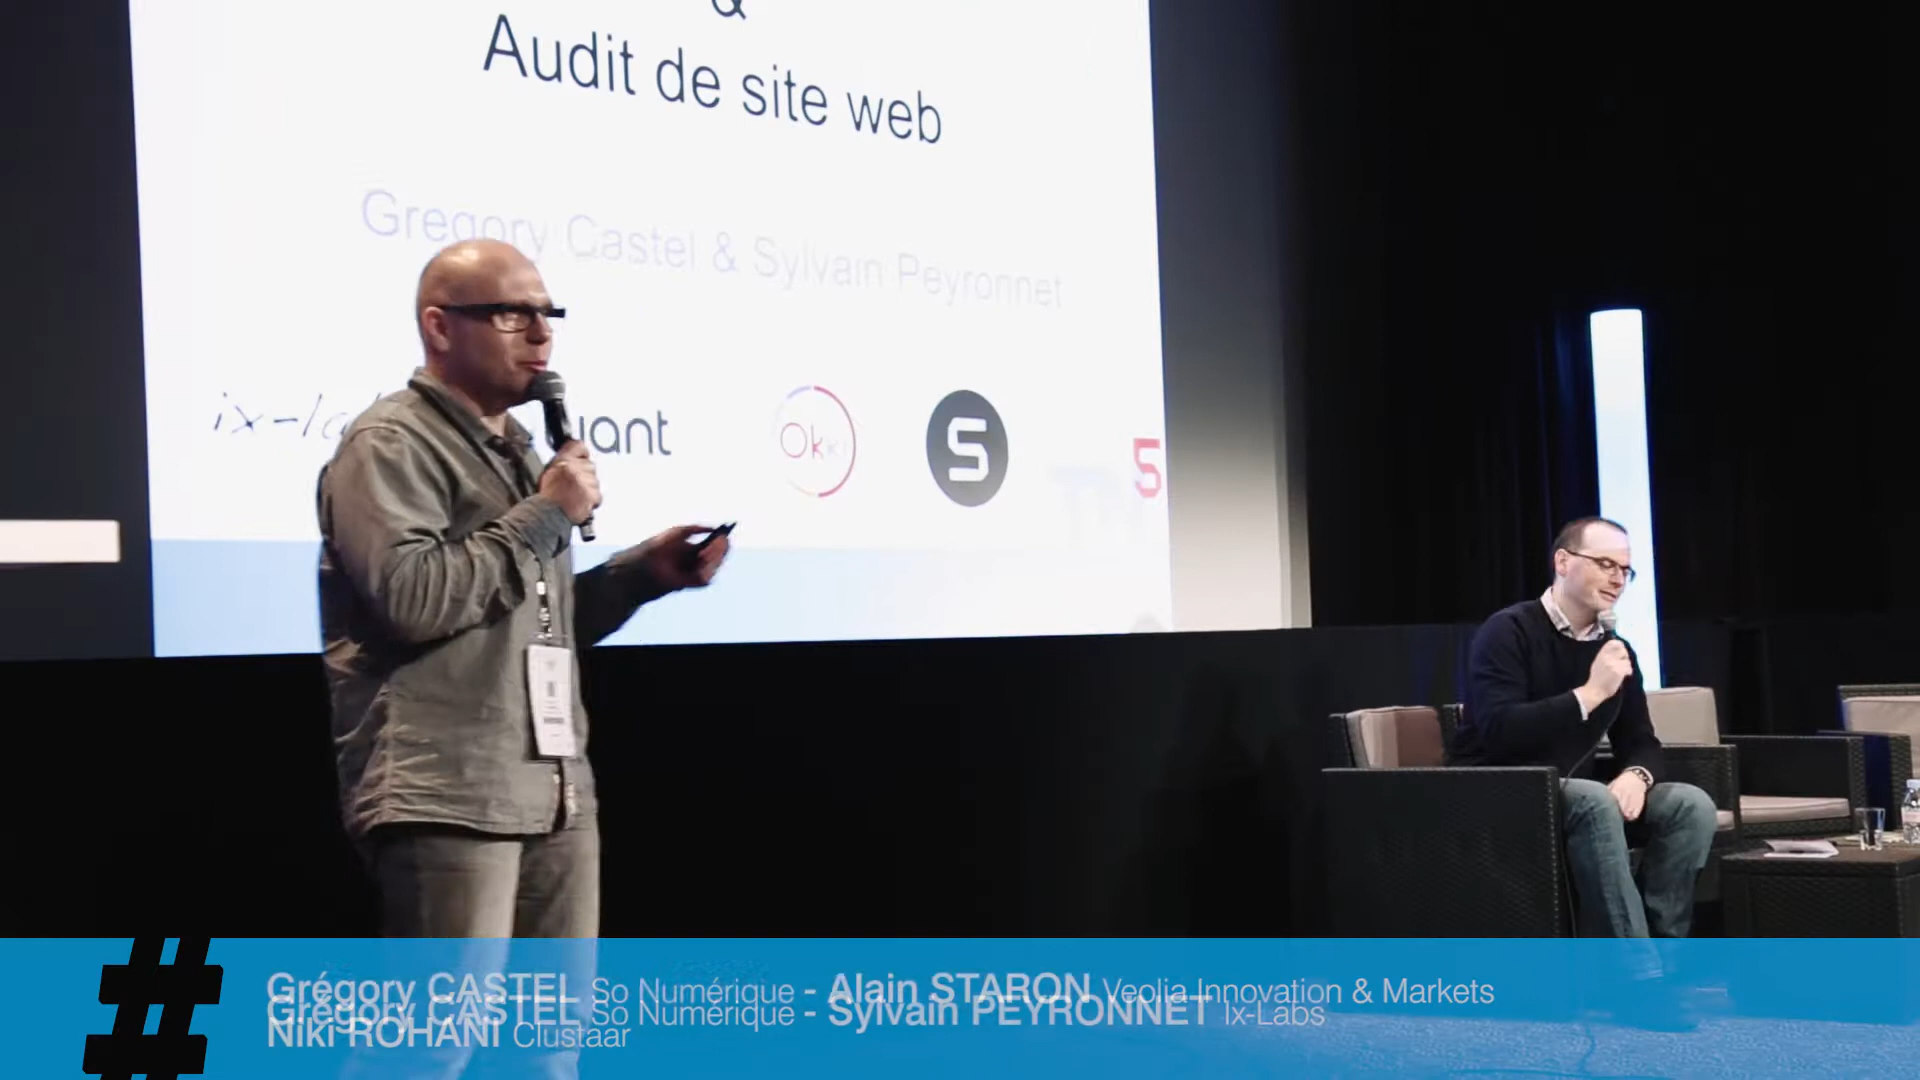 &
Audit de site web
Gregory Castel & Sylvain Peyronnet
ix-la
uant
Okki
S
5
#
Grégory CASTEL So Numérique - Alain STARON Veolia Innovation & Markets
Grégory CASTEL So Numérique - Sylvain PEYRONNET Ix-Labs
Niki ROHANI Clustaar